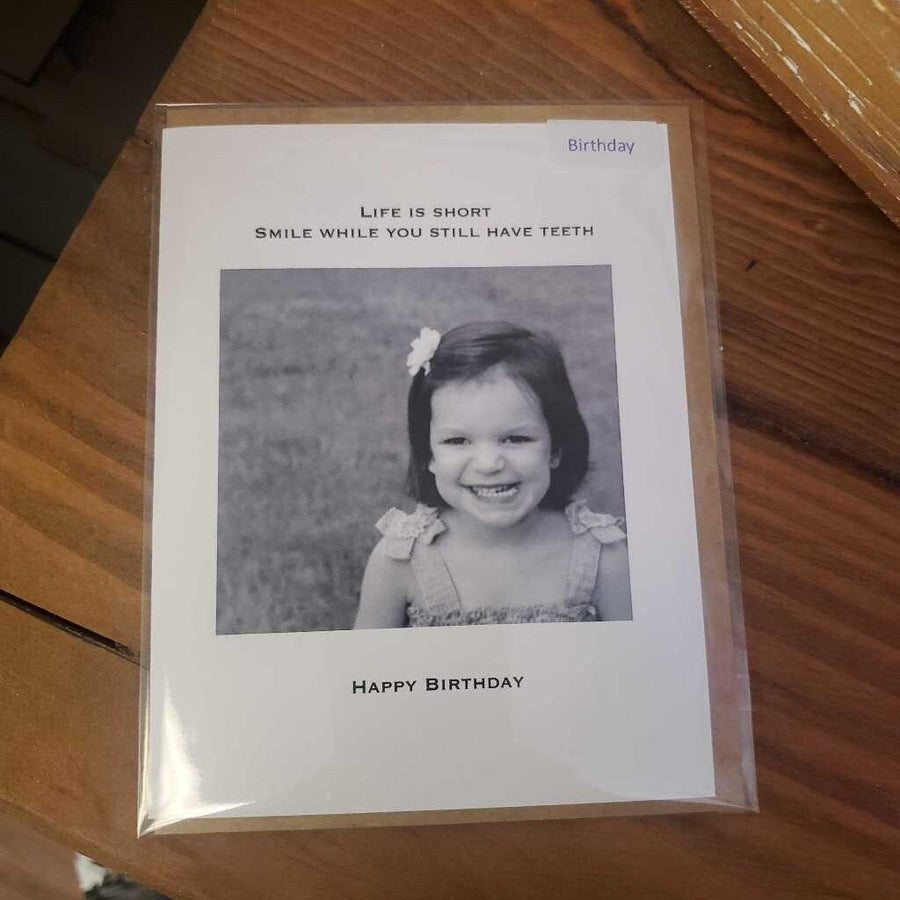 Birthday
Life is short
Smile while you still have teeth
Happy Birthday